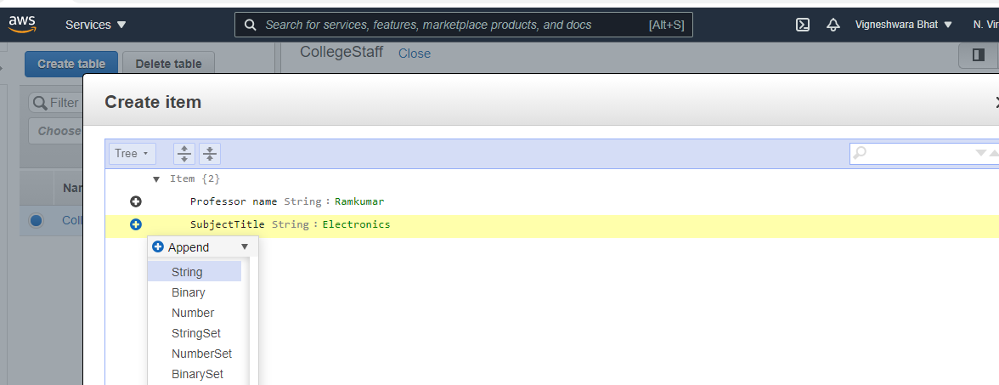 aws Services Search for services, features, marketplace products, and docs [Alt+S] Vigneshwara Bhat N. Vir
Create table Delete table CollegeStaff Close
Filter
Choose
Create item
Tree
Nar
Coll
Item {2}
Professor name String : Ramkumar
SubjectTitle String : Electronics
Append
String
Binary
Number
StringSet
NumberSet
BinarySet